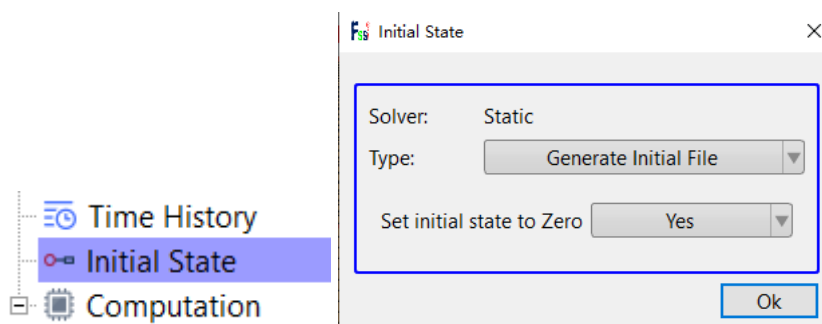 Time History
Initial State
Computation
Initial State
Solver: Static
Type: Generate Initial File
Set initial state to Zero Yes
Ok